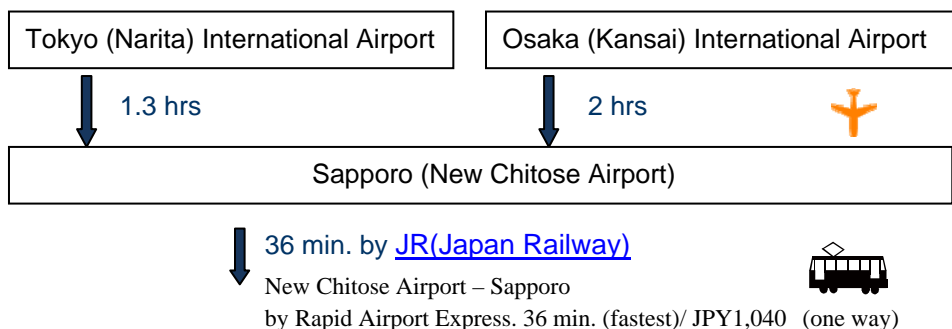 Tokyo (Narita) International Airport
Osaka (Kansai) International Airport
1.3 hrs
2 hrs
Sapporo (New Chitose Airport)
36 min. by JR(Japan Railway)
New Chitose Airport – Sapporo
by Rapid Airport Express. 36 min. (fastest)/ JPY1,040 (one way)